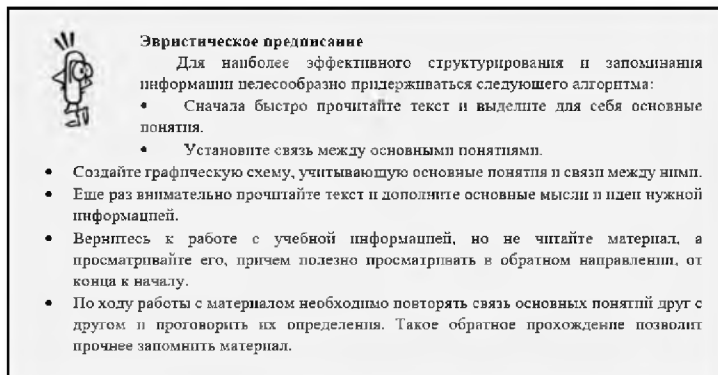 Эвристическое предписание
Для наиболее эффективного структурирования и запоминания
информации целесообразно придерживаться следующего алгоритма:
• Сначала быстро прочитайте текст и выделите для себя основные
понятия.
• Установите связь между основными понятиями.
• Создайте графическую схему, учитывающую основные понятия и связи между ними.
• Еще раз внимательно прочитайте текст и дополните основные мысли и идеи нужной
информацией.
• Вернитесь к работе с учебной информацией, но не читайте материал, а
просматривайте его, причем полезно просматривать в обратном направлении, от
конца к началу.
• По ходу работы с материалом необходимо повторять связь основных понятий друг с
другом и проговорить их определения. Такое обратное прохождение позволит
прочнее запомнить материал.